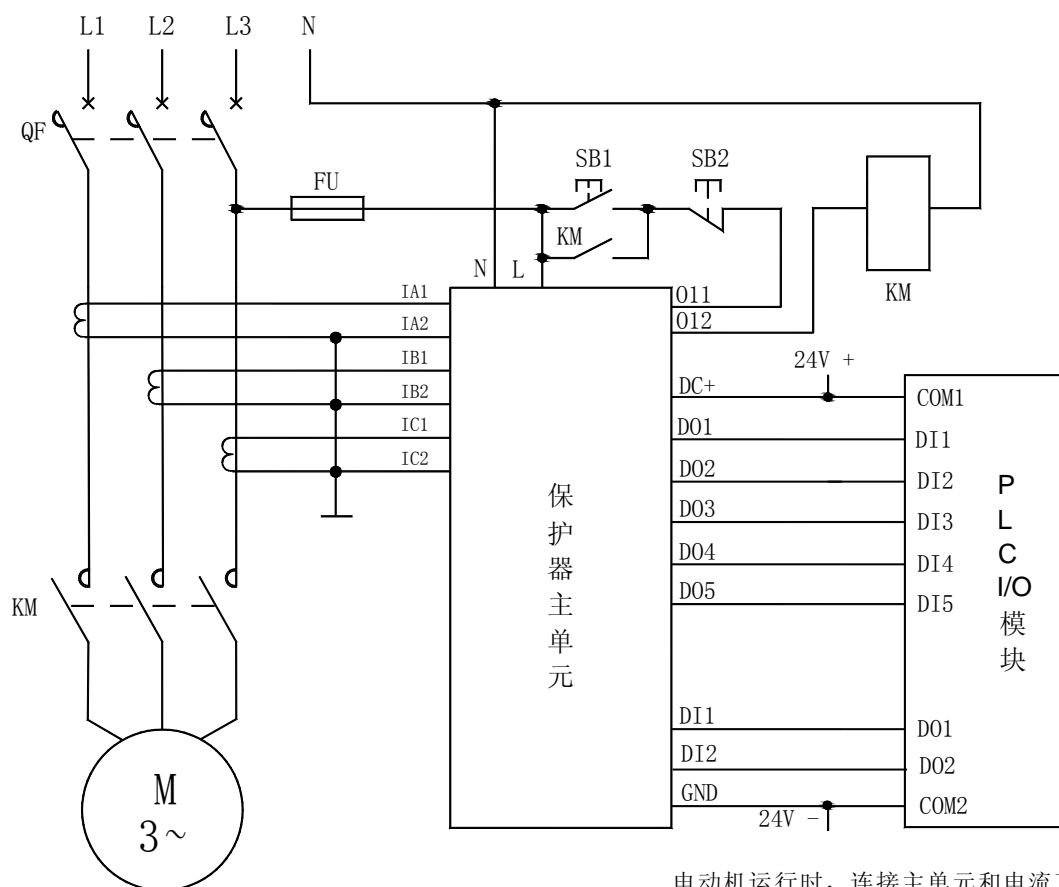 L1 L2 L3 N
QF
SB1 SB2
FU
KM
N L
KM
IA1
IA2
IB1
IB2
IC1
IC2
O11
O12
24V +
DC+
DO1
DO2
DO3
DO4
DO5
DI1
DI2
GND
24V -
COM1
DI1
DI2
DI3
DI4
DI5
DO1
DO2
COM2
保护器主单元
PLC I/O模块
KM
M
3~
电动机运行时，连接主单元和电流